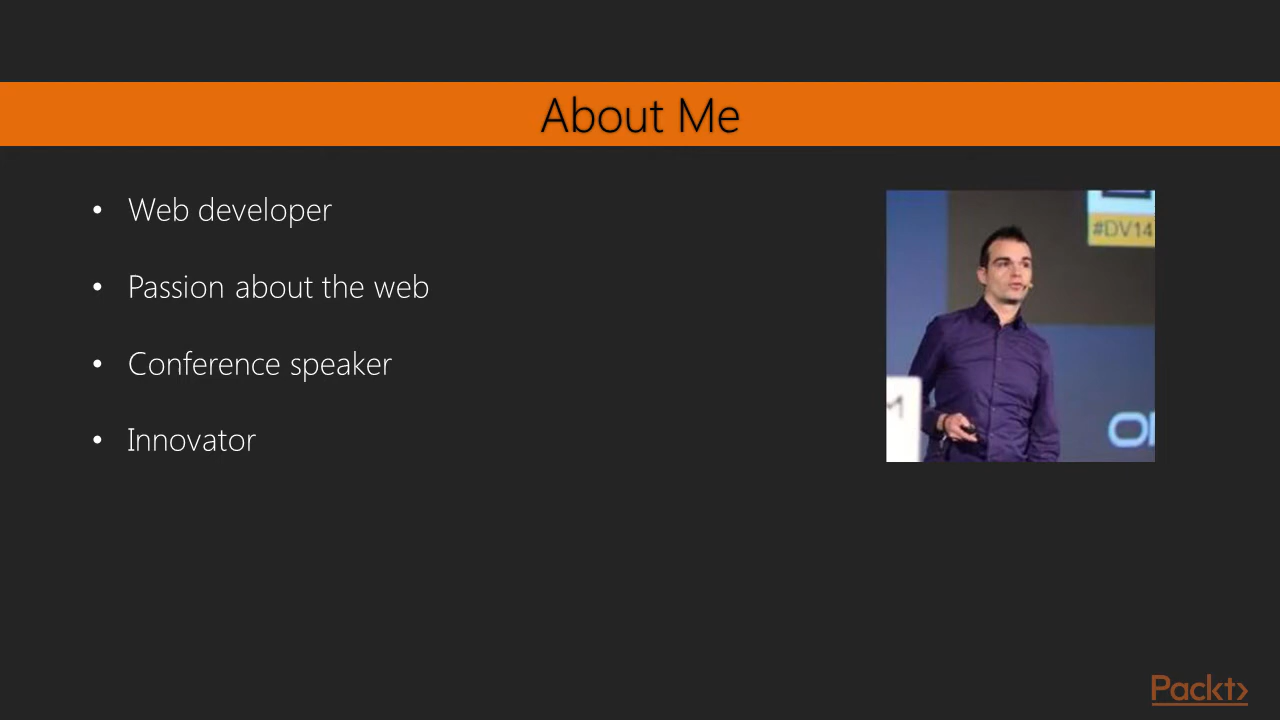 About Me
• Web developer
• Passion about the web
• Conference speaker
• Innovator
#DV14
M
Packt>